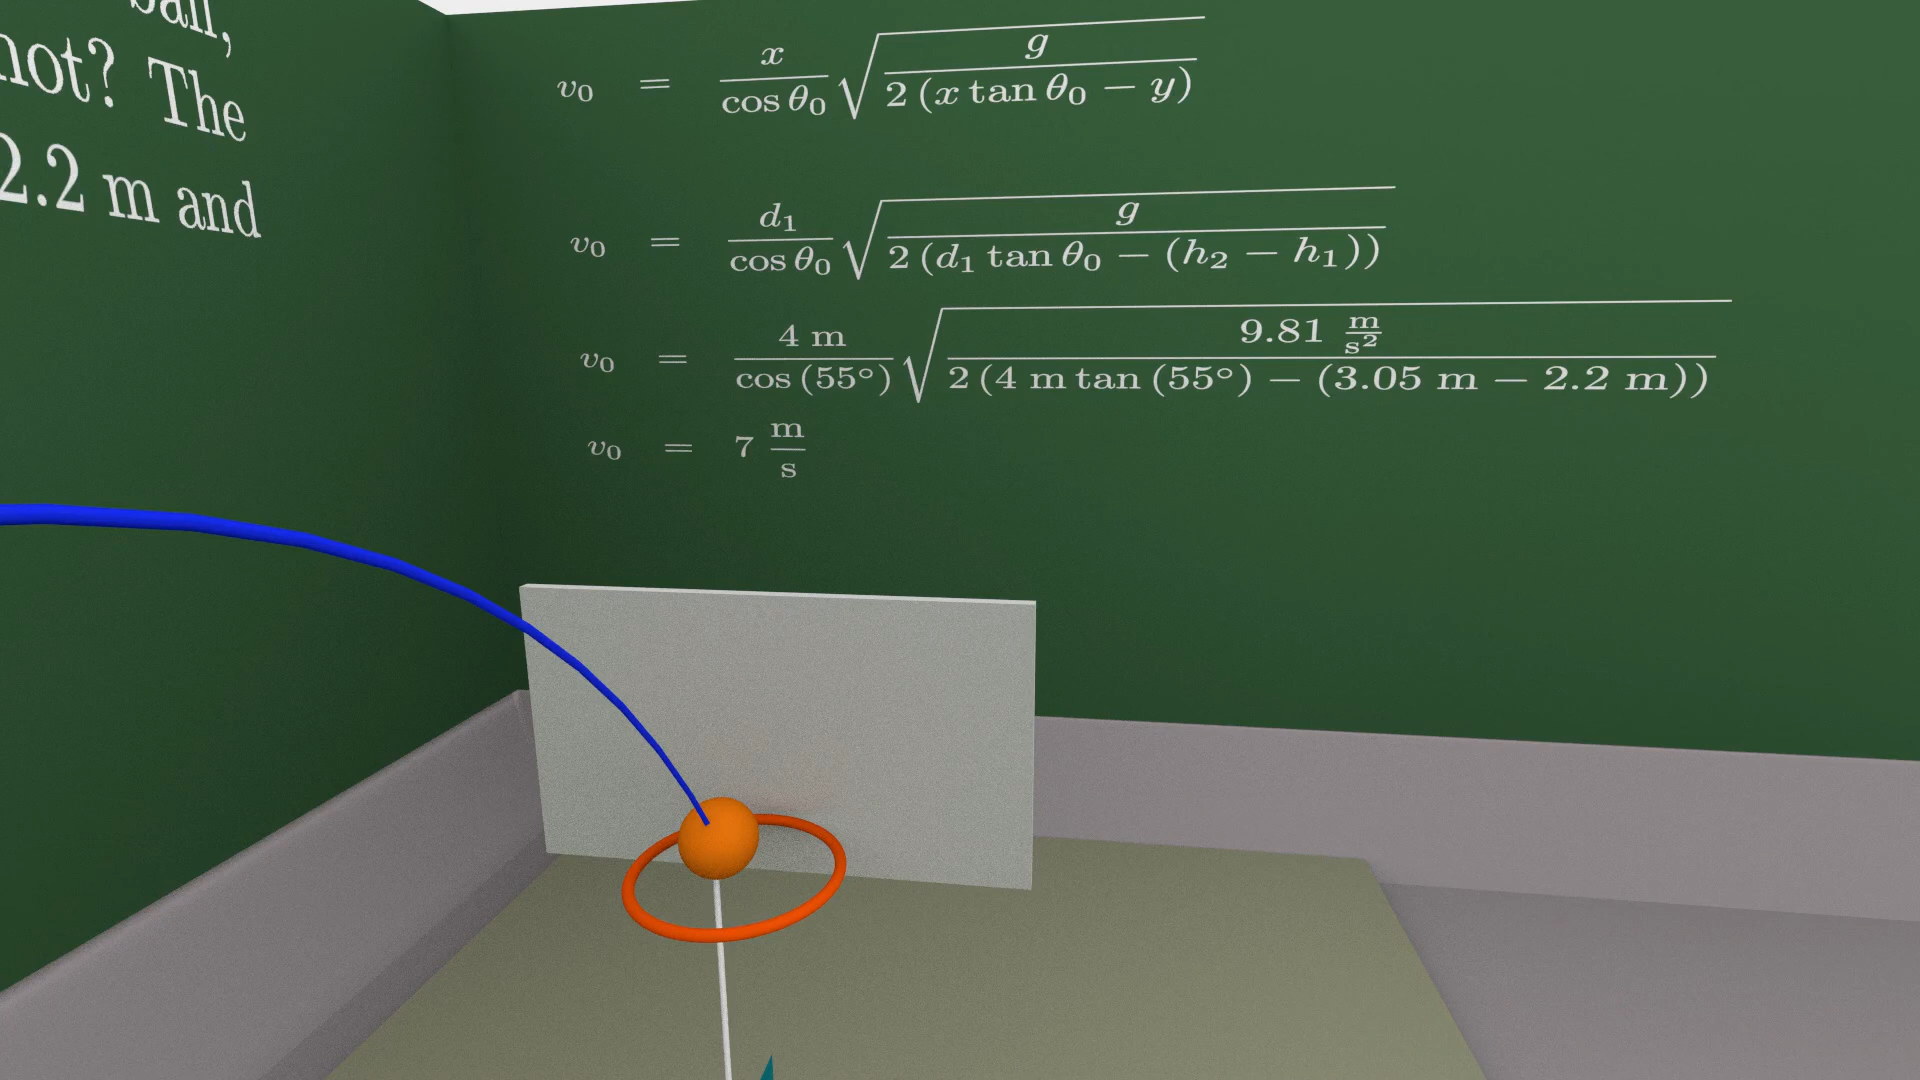 ball,
not? The
2.2 m and
v₀ = x/cos θ₀ √(g/(2 (x tan θ₀ − y)))
v₀ = d₁/cos θ₀ √(g/(2 (d₁ tan θ₀ − (h₂ − h₁))))
v₀ = 4 m/cos (55°) √(9.81 m/s²/(2 (4 m tan (55°) − (3.05 m − 2.2 m))))
v₀ = 7 m/s